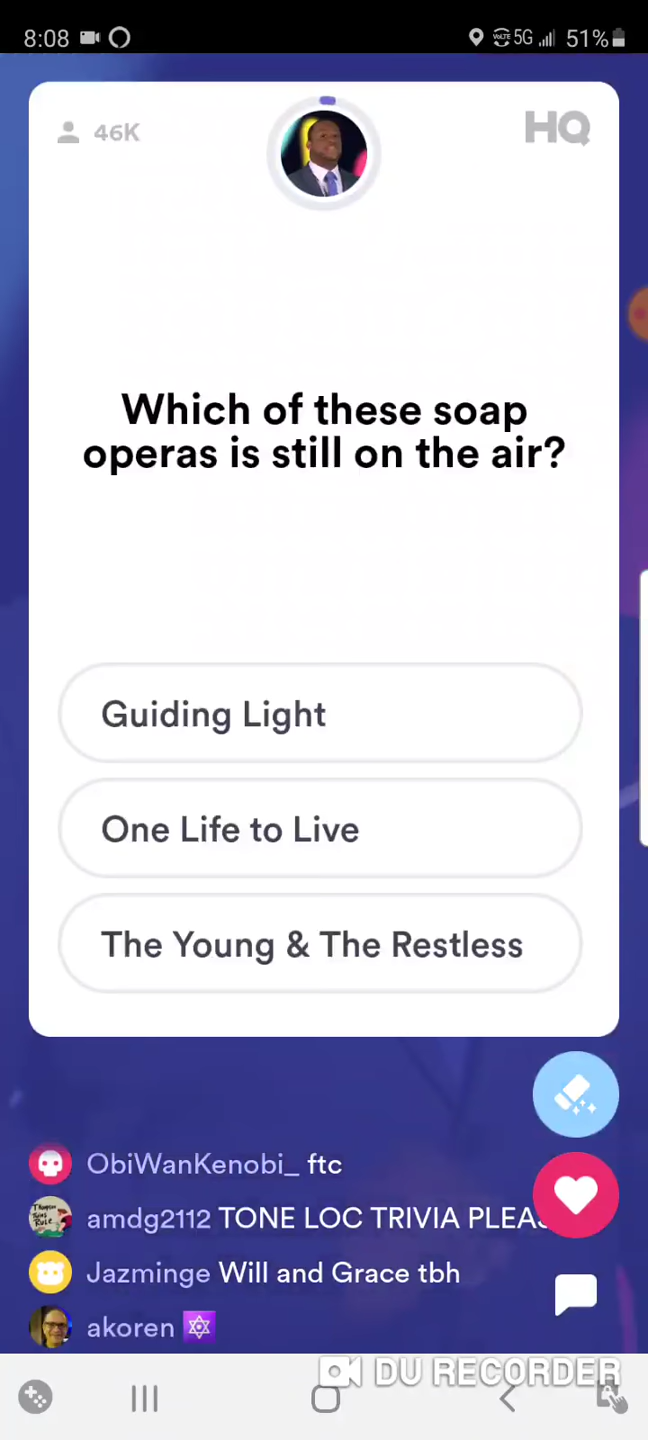 8:08
VoLTE 5G 51%
46K
HQ
Which of these soap
operas is still on the air?
Guiding Light
One Life to Live
The Young & The Restless
ObiWanKenobi_ ftc
amdg2112 TONE LOC TRIVIA PLEAS
Jazminge Will and Grace tbh
akoren
DU RECORDER